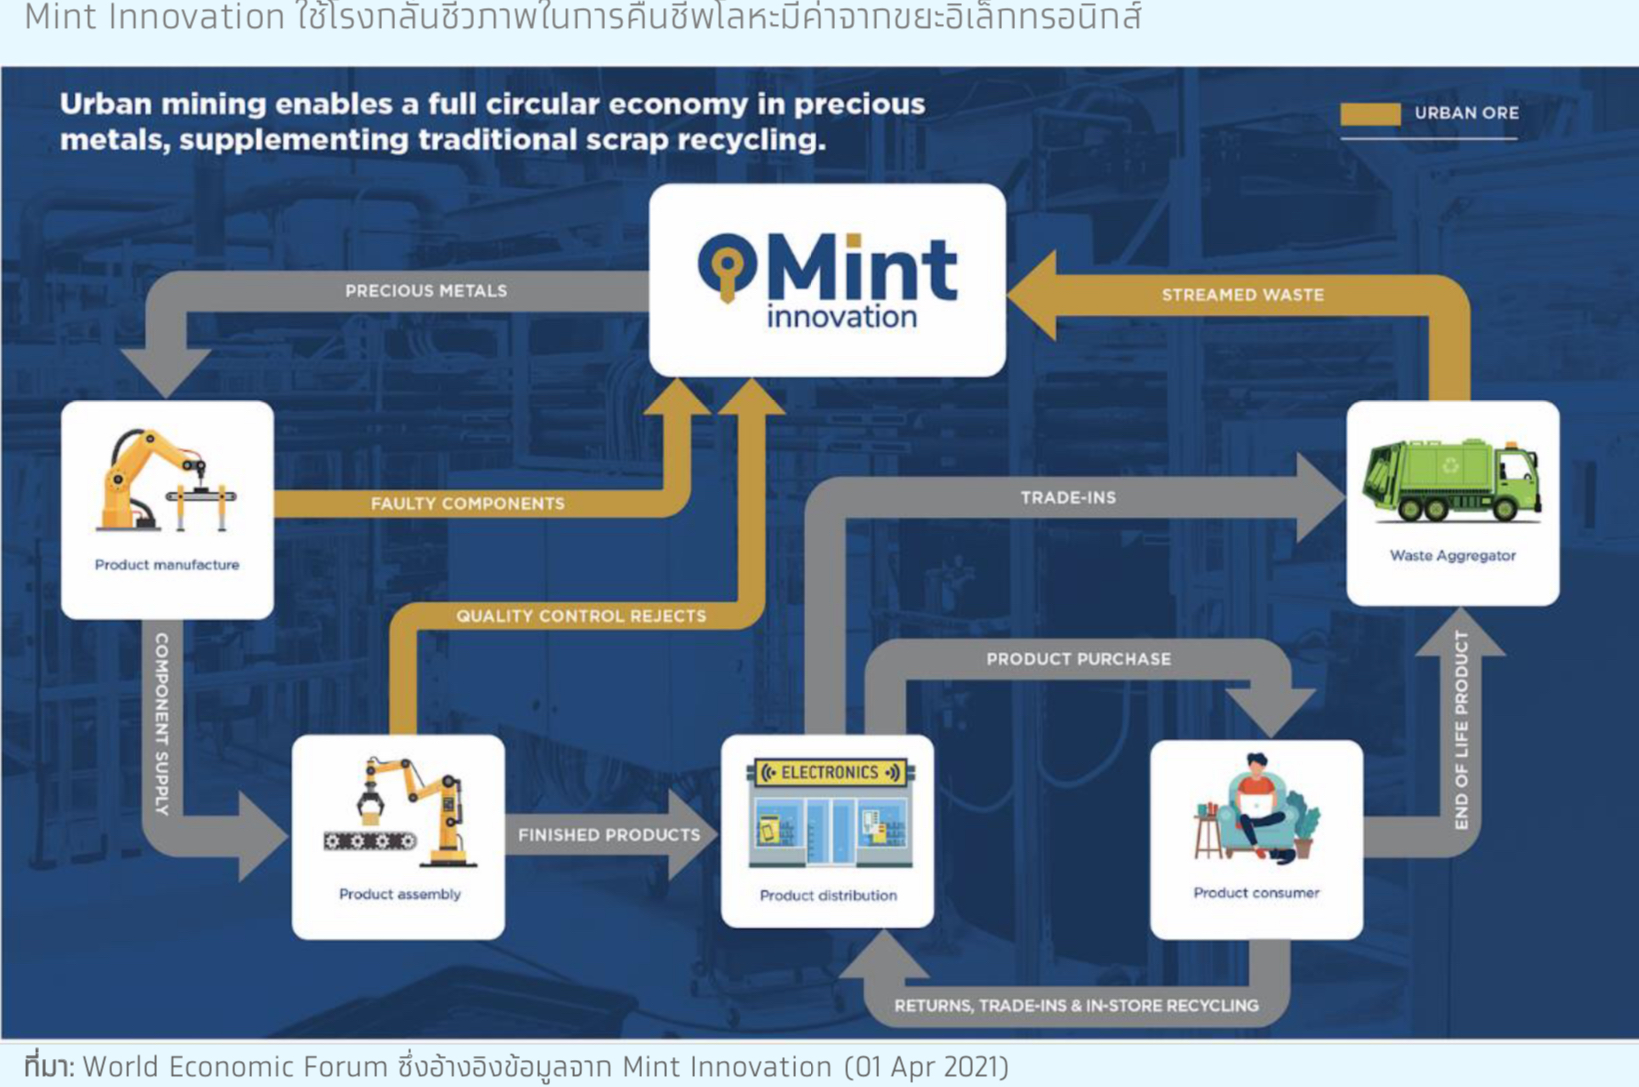 Mint Innovation ใช้โรงกลั่นชีวภาพในการคืนชีพโลหะมีค่าจากขยะอิเล็กทรอนิกส์
Urban mining enables a full circular economy in precious
metals, supplementing traditional scrap recycling.
URBAN ORE
Mint
innovation
PRECIOUS METALS
STREAMED WASTE
FAULTY COMPONENTS
TRADE-INS
Product manufacture
Waste Aggregator
QUALITY CONTROL REJECTS
COMPONENT SUPPLY
PRODUCT PURCHASE
END OF LIFE PRODUCT
ELECTRONICS
FINISHED PRODUCTS
Product assembly
Product distribution
Product consumer
RETURNS, TRADE-INS & IN-STORE RECYCLING
ที่มา: World Economic Forum ซึ่งอ้างอิงข้อมูลจาก Mint Innovation (01 Apr 2021)